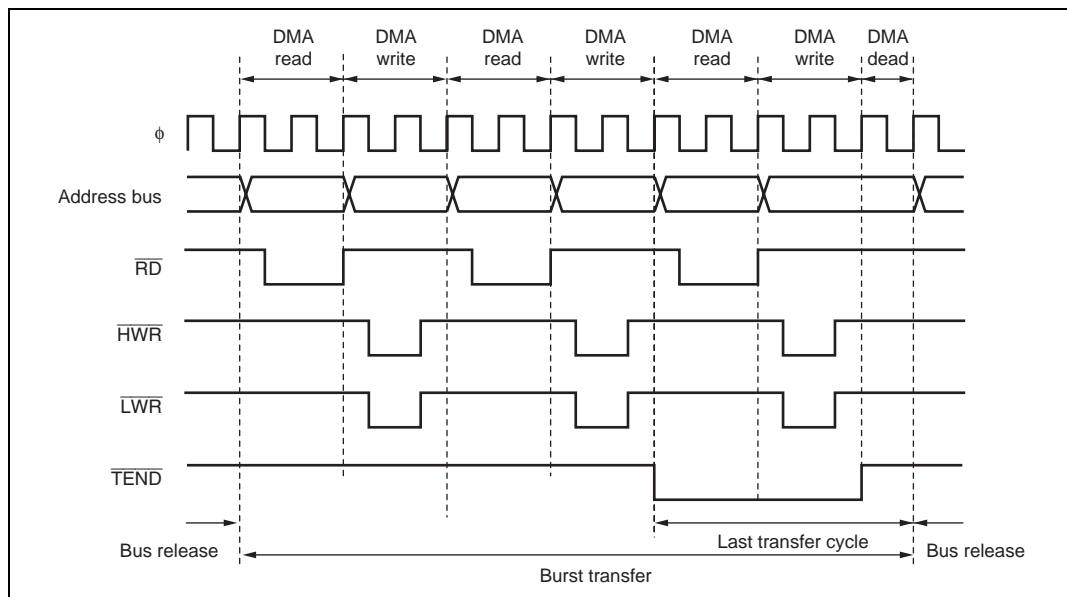 DMA read
DMA write
DMA read
DMA write
DMA read
DMA write
DMA dead
ϕ
Address bus
RD
HWR
LWR
TEND
Bus release
Last transfer cycle
Bus release
Burst transfer